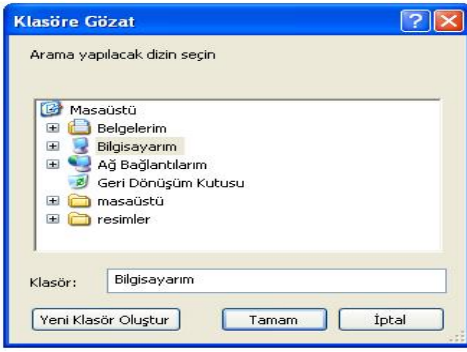 Klasöre Gözat
Arama yapılacak dizin seçin
Masaüstü
Belgelerim
Bilgisayarım
Ağ Bağlantılarım
Geri Dönüşüm Kutusu
masaüstü
resimler
Klasör: Bilgisayarım
Yeni Klasör Oluştur Tamam İptal